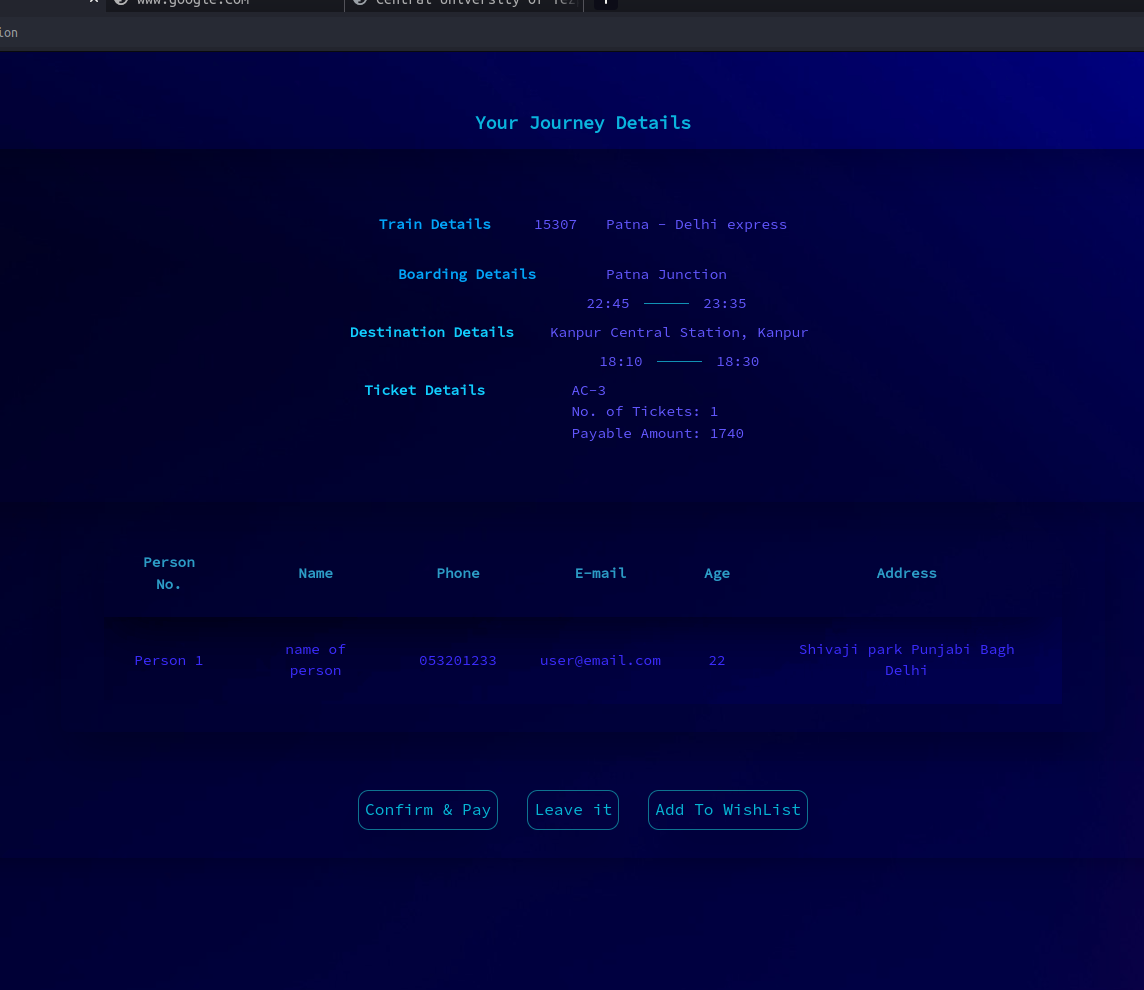 www.google.com
Central University of Tez
ion
Your Journey Details
Train Details 15307 Patna - Delhi express
Boarding Details Patna Junction
22:45 23:35
Destination Details Kanpur Central Station, Kanpur
18:10 18:30
Ticket Details AC-3
No. of Tickets: 1
Payable Amount: 1740
Person No. Name Phone E-mail Age Address
Person 1 name of person 053201233 user@email.com 22 Shivaji park Punjabi Bagh Delhi
Confirm & Pay Leave it Add To WishList